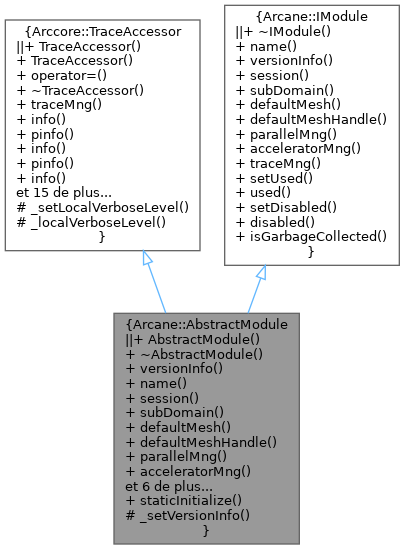 {Arccore::TraceAccessor
||+ TraceAccessor()
+ TraceAccessor()
+ operator=()
+ ~TraceAccessor()
+ traceMng()
+ info()
+ pinfo()
+ info()
+ pinfo()
+ info()
et 15 de plus...
# _setLocalVerboseLevel()
# _localVerboseLevel()
}
{Arcane::IModule
||+ ~IModule()
+ name()
+ versionInfo()
+ session()
+ subDomain()
+ defaultMesh()
+ defaultMeshHandle()
+ parallelMng()
+ acceleratorMng()
+ traceMng()
+ setUsed()
+ used()
+ setDisabled()
+ disabled()
+ isGarbageCollected()
}
{Arcane::AbstractModule
||+ AbstractModule()
+ ~AbstractModule()
+ versionInfo()
+ name()
+ session()
+ subDomain()
+ defaultMesh()
+ defaultMeshHandle()
+ parallelMng()
+ acceleratorMng()
et 6 de plus...
+ staticInitialize()
# _setVersionInfo()
}